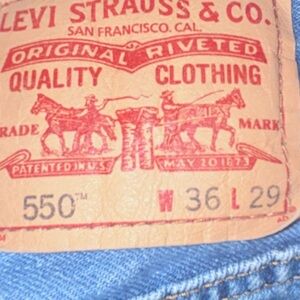 LEVI STRAUSS & CO.
SAN FRANCISCO, CAL.
ORIGINAL RIVETED
QUALITY CLOTHING
RADE MARK
PATENTED IN U.S. MAY 20 1873
550™ W 36 L 29